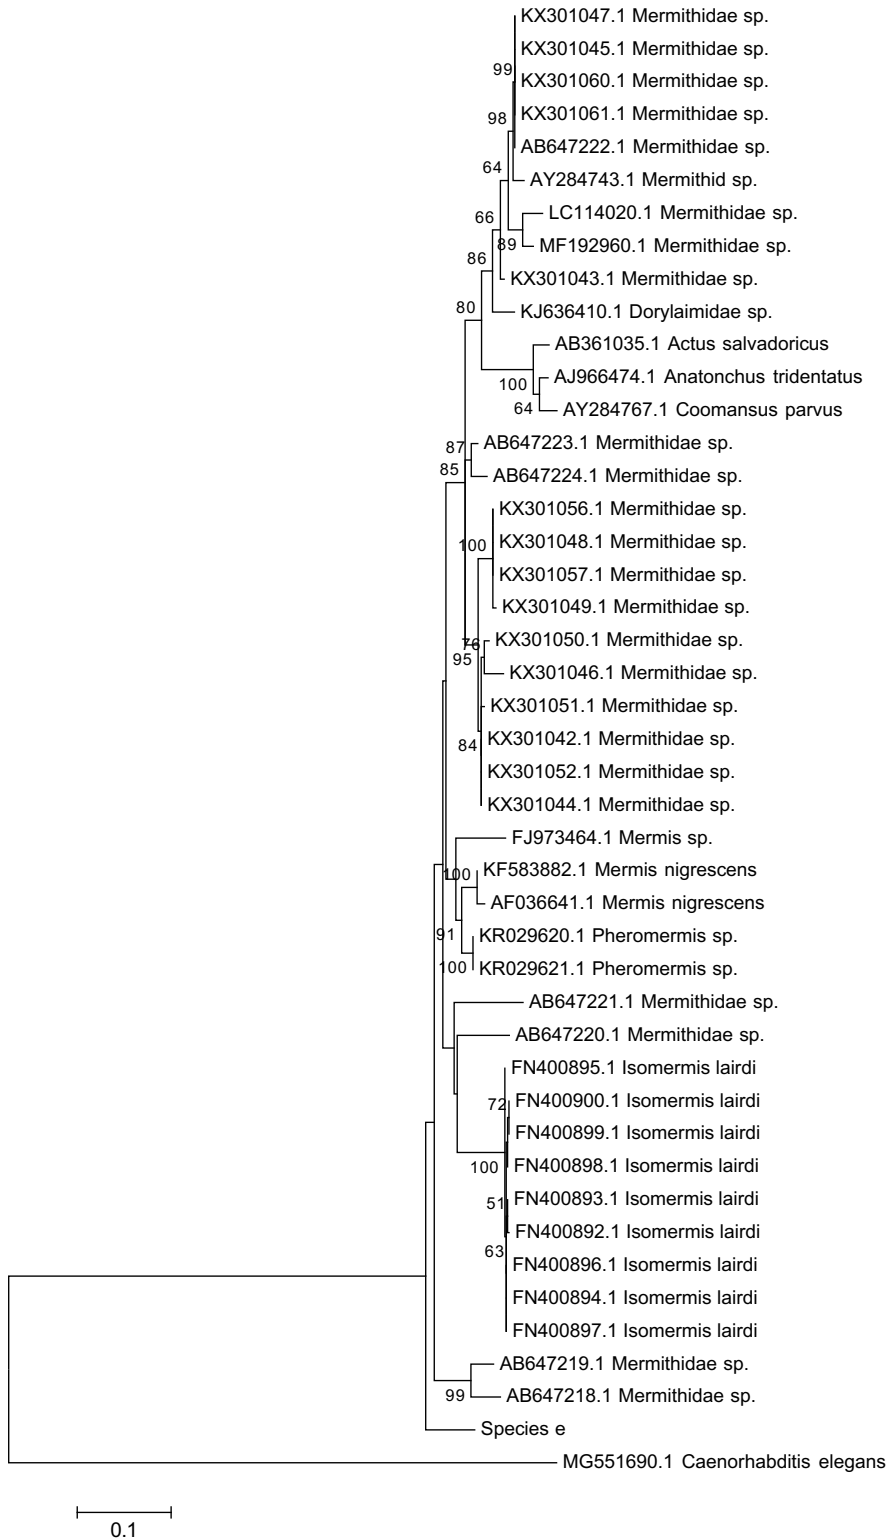 KX301047.1 Mermithidae sp.
KX301045.1 Mermithidae sp.
99
KX301060.1 Mermithidae sp.
KX301061.1 Mermithidae sp.
98
AB647222.1 Mermithidae sp.
64
AY284743.1 Mermithid sp.
LC114020.1 Mermithidae sp.
66
89
MF192960.1 Mermithidae sp.
86
KX301043.1 Mermithidae sp.
80
KJ636410.1 Dorylaimidae sp.
AB361035.1 Actus salvadoricus
AJ966474.1 Anatonchus tridentatus
100
64
AY284767.1 Coomansus parvus
87
AB647223.1 Mermithidae sp.
85
AB647224.1 Mermithidae sp.
KX301056.1 Mermithidae sp.
100
KX301048.1 Mermithidae sp.
KX301057.1 Mermithidae sp.
KX301049.1 Mermithidae sp.
76
KX301050.1 Mermithidae sp.
95
KX301046.1 Mermithidae sp.
KX301051.1 Mermithidae sp.
84
KX301042.1 Mermithidae sp.
KX301052.1 Mermithidae sp.
KX301044.1 Mermithidae sp.
FJ973464.1 Mermis sp.
100
KF583882.1 Mermis nigrescens
AF036641.1 Mermis nigrescens
91
KR029620.1 Pheromermis sp.
100
KR029621.1 Pheromermis sp.
AB647221.1 Mermithidae sp.
AB647220.1 Mermithidae sp.
FN400895.1 Isomermis lairdi
72
FN400900.1 Isomermis lairdi
FN400899.1 Isomermis lairdi
100
FN400898.1 Isomermis lairdi
51
FN400893.1 Isomermis lairdi
FN400892.1 Isomermis lairdi
63
FN400896.1 Isomermis lairdi
FN400894.1 Isomermis lairdi
FN400897.1 Isomermis lairdi
AB647219.1 Mermithidae sp.
99
AB647218.1 Mermithidae sp.
Species e
MG551690.1 Caenorhabditis elegans
0.1